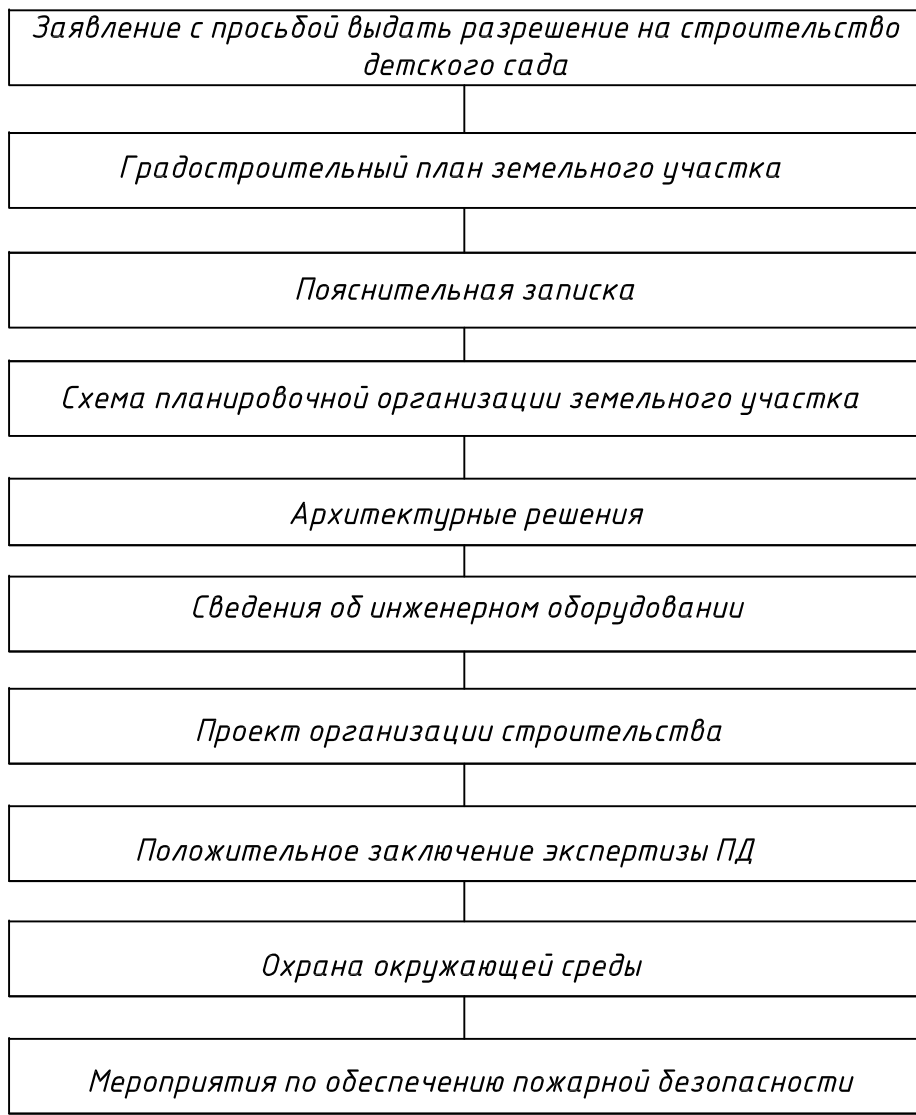 Заявление с просьбой выдать разрешение на строительство
детского сада
Градостроительный план земельного участка
Пояснительная записка
Схема планировочной организации земельного участка
Архитектурные решения
Сведения об инженерном оборудовании
Проект организации строительства
Положительное заключение экспертизы ПД
Охрана окружающей среды
Мероприятия по обеспечению пожарной безопасности